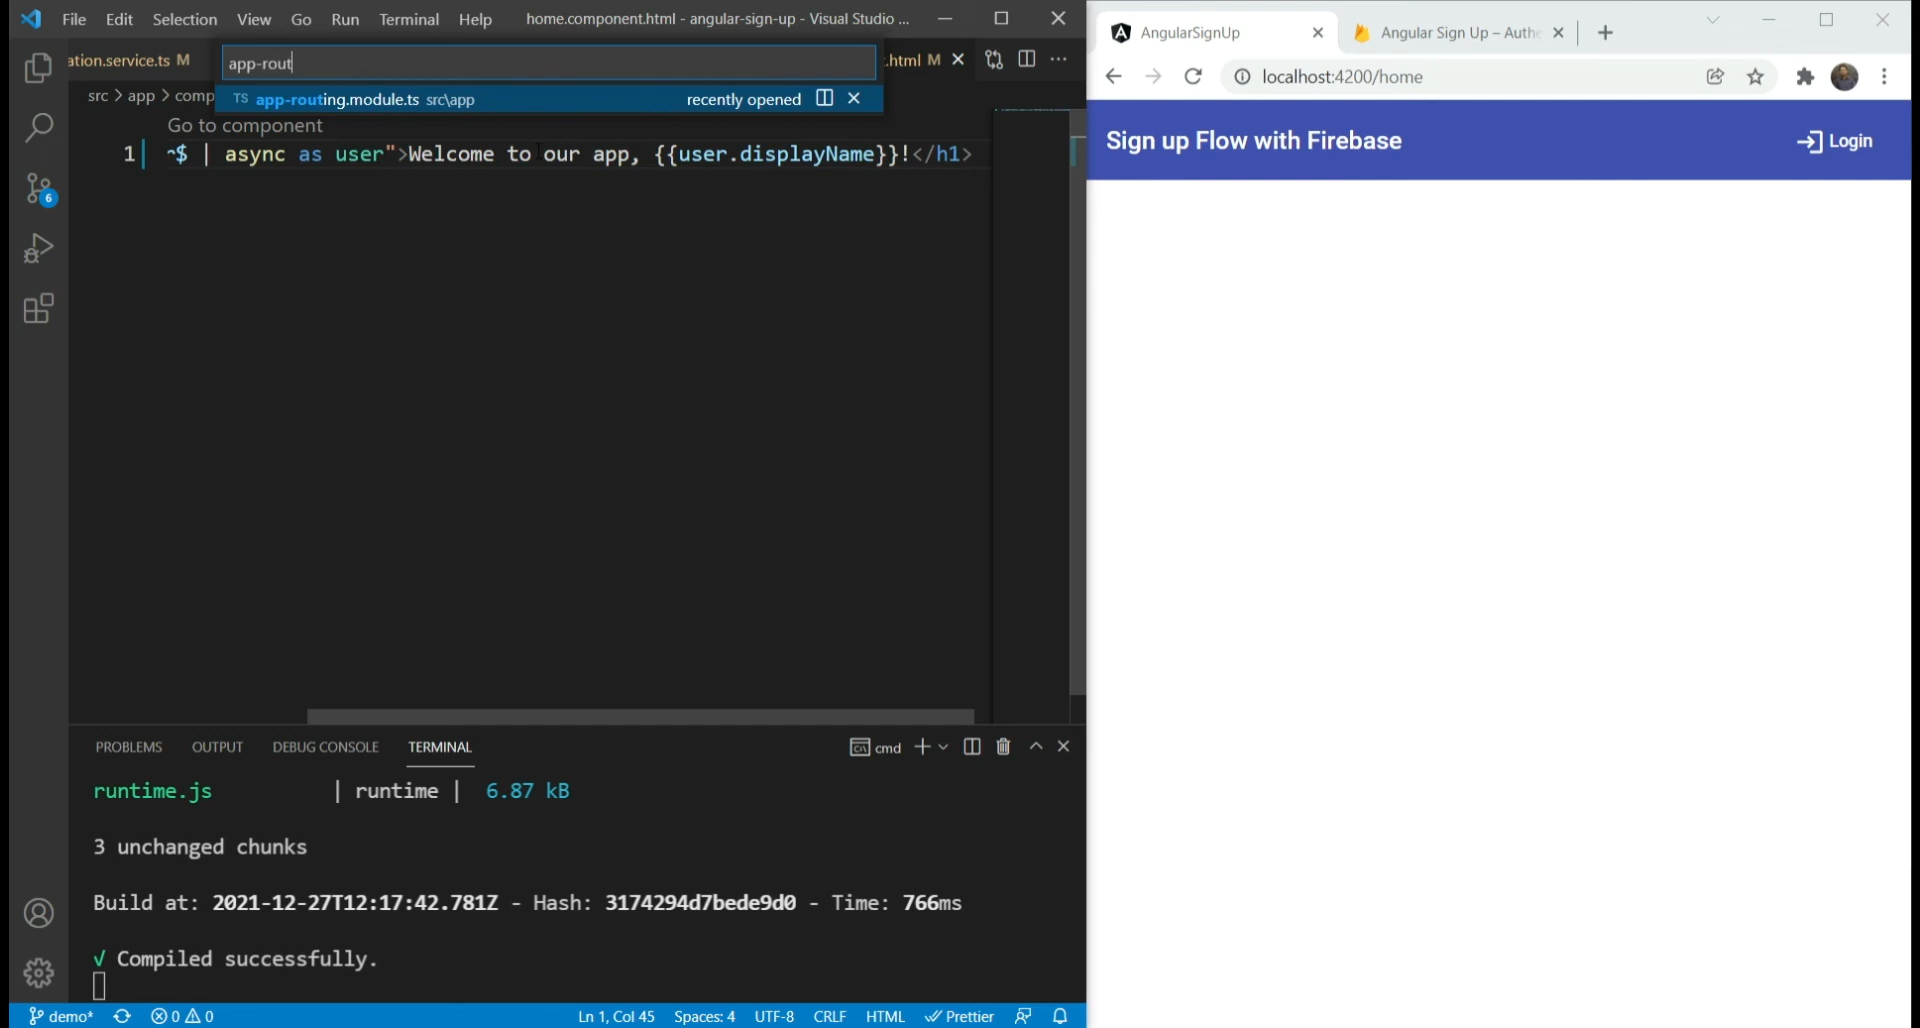 File Edit Selection View Go Run Terminal Help home.component.html - angular-sign-up - Visual Studio ...
ation.service.ts M
app-rout
.html M
src > app > comp
TS app-routing.module.ts src\app recently opened
Go to component
1 $ | async as user">Welcome to our app, {{user.displayName}}!</h1>
6
PROBLEMS OUTPUT DEBUG CONSOLE TERMINAL
cmd
runtime.js | runtime | 6.87 kB
3 unchanged chunks
Build at: 2021-12-27T12:17:42.781Z - Hash: 3174294d7bede9d0 - Time: 766ms
√ Compiled successfully.
demo* 0 0 Ln 1, Col 45 Spaces: 4 UTF-8 CRLF HTML Prettier
AngularSignUp
Angular Sign Up – Authe
localhost:4200/home
Sign up Flow with Firebase
Login